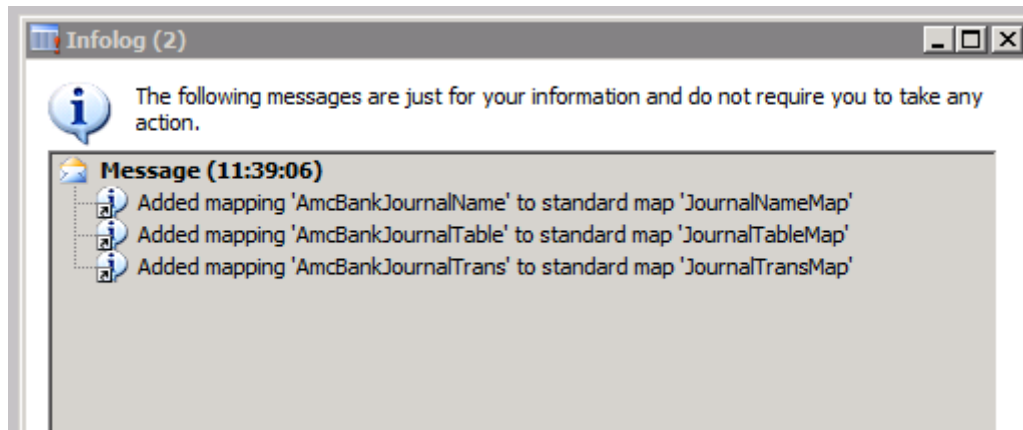 Infolog (2)
The following messages are just for your information and do not require you to take any
action.
Message (11:39:06)
Added mapping 'AmcBankJournalName' to standard map 'JournalNameMap'
Added mapping 'AmcBankJournalTable' to standard map 'JournalTableMap'
Added mapping 'AmcBankJournalTrans' to standard map 'JournalTransMap'